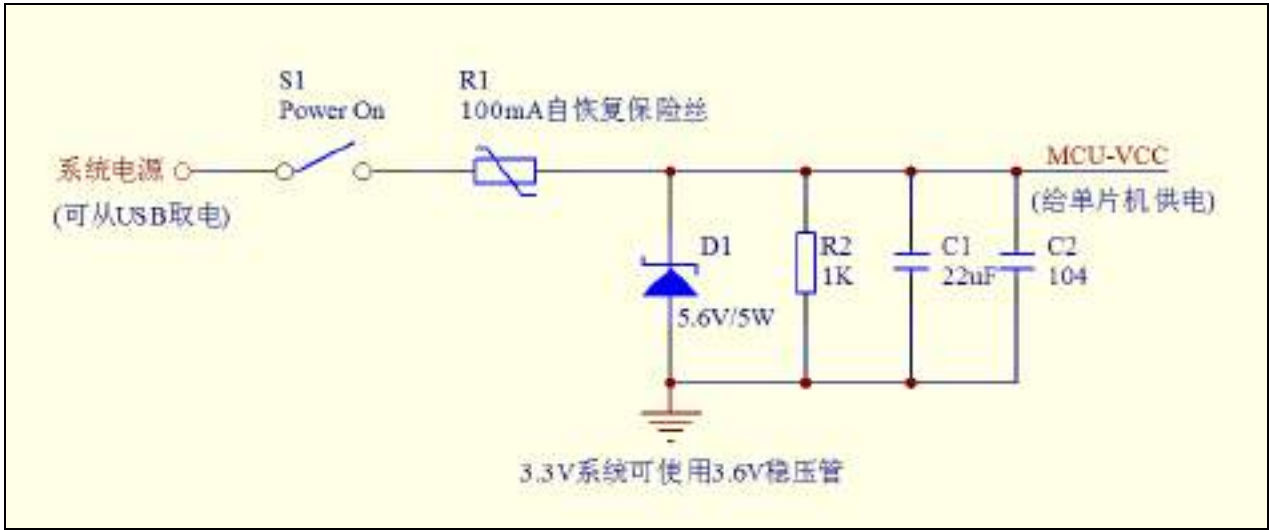 S1
Power On
R1
100mA自恢复保险丝
系统电源
(可从USB取电)
MCU-VCC
(给单片机供电)
D1
5.6V/5W
R2
1K
C1
22uF
C2
104
3.3V系统可使用3.6V稳压管